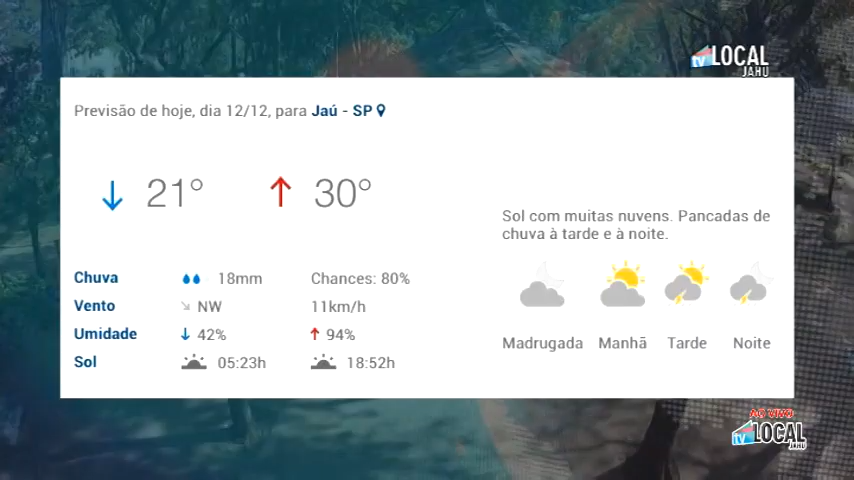 tv LOCAL
JAHU
Previsão de hoje, dia 12/12, para Jaú - SP
21° 30°
Sol com muitas nuvens. Pancadas de
chuva à tarde e à noite.
Chuva 18mm Chances: 80%
Vento NW 11km/h
Umidade 42% 94%
Sol 05:23h 18:52h
Madrugada Manhã Tarde Noite
AO VIVO
tv LOCAL
JAHU